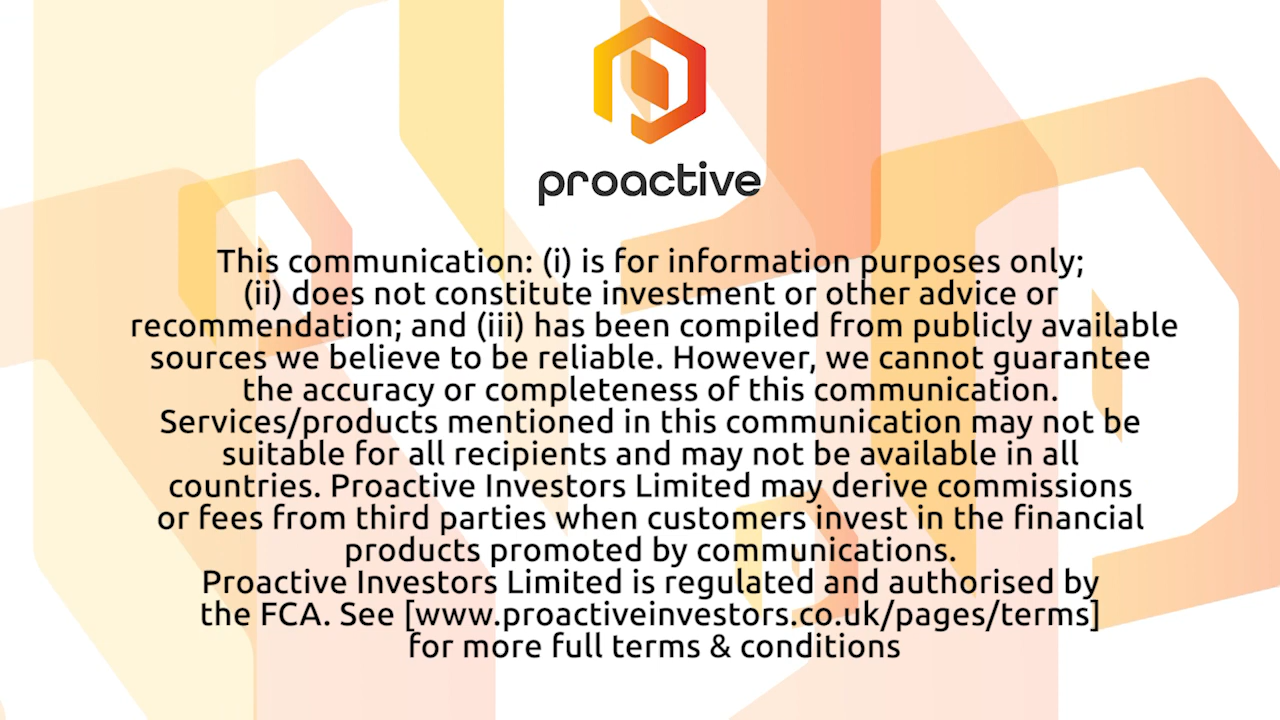 proactive
This communication: (i) is for information purposes only;
(ii) does not constitute investment or other advice or
recommendation; and (iii) has been compiled from publicly available
sources we believe to be reliable. However, we cannot guarantee
the accuracy or completeness of this communication.
Services/products mentioned in this communication may not be
suitable for all recipients and may not be available in all
countries. Proactive Investors Limited may derive commissions
or fees from third parties when customers invest in the financial
products promoted by communications.
Proactive Investors Limited is regulated and authorised by
the FCA. See [www.proactiveinvestors.co.uk/pages/terms]
for more full terms & conditions